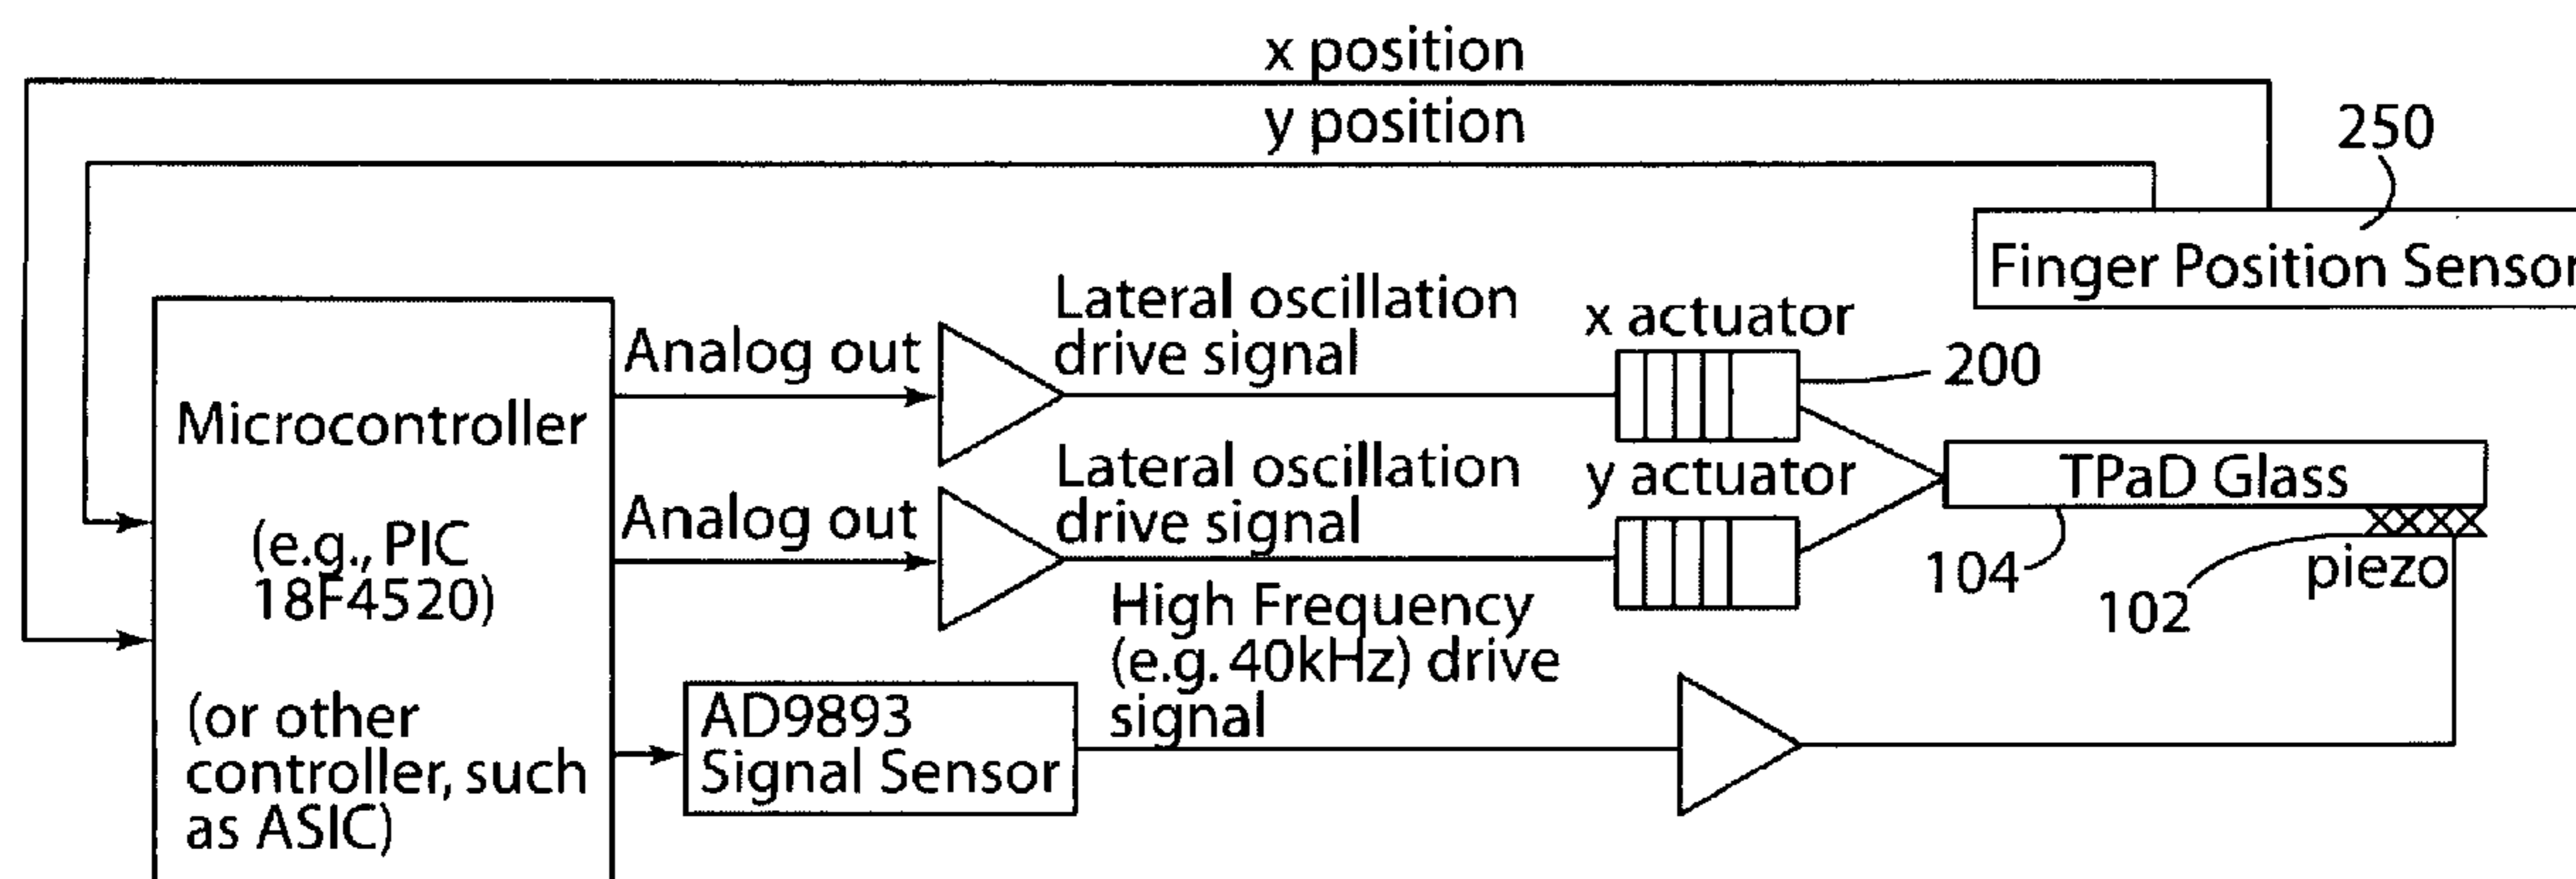 x position
y position
250
Finger Position Sensor
Lateral oscillation
drive signal
x actuator
200
Analog out
Microcontroller
(e.g., PIC
18F4520)
(or other
controller, such
as ASIC)
Lateral oscillation
drive signal
y actuator
Analog out
TPaD Glass
104
102
piezo
High Frequency
(e.g. 40kHz) drive
signal
AD9893
Signal Sensor